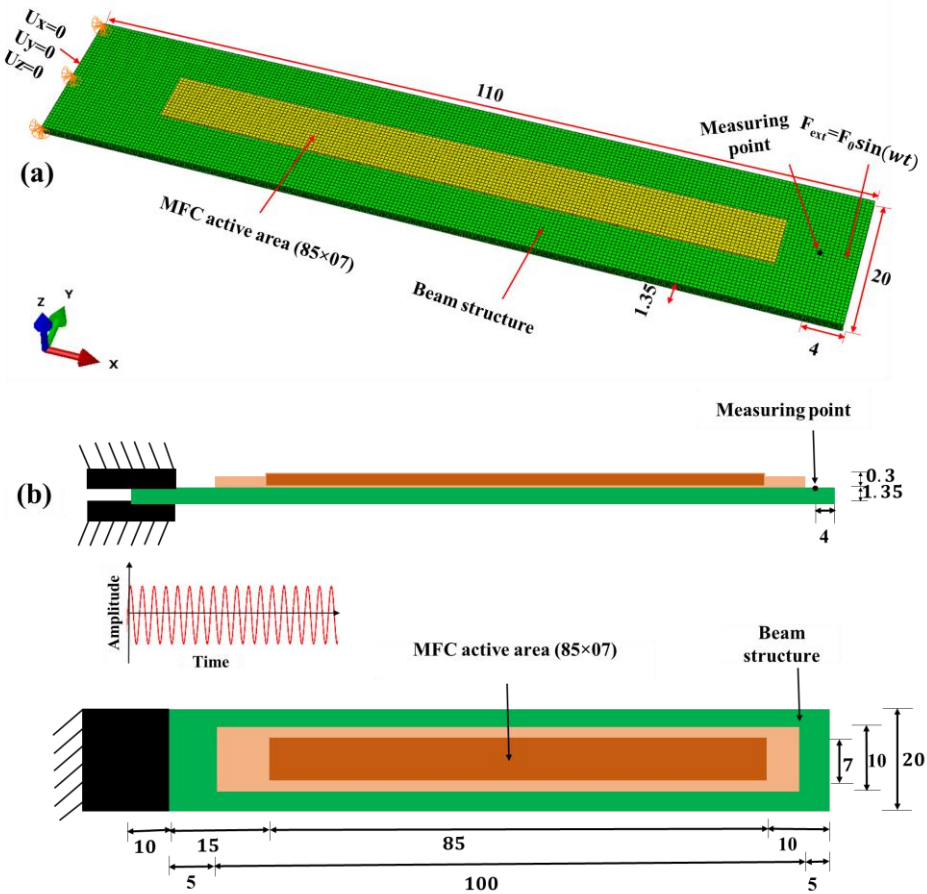 Ux=0
Uy=0
Uz=0
110
Measuring
point
F_ext=F_0sin(wt)
(a)
MFC active area (85×07)
Beam structure
1.35
20
4
Z
Y
X
Measuring point
(b)
0.3
1.35
4
Amplitude
Time
MFC active area (85×07)
Beam
structure
7
10
20
10
15
85
10
5
100
5